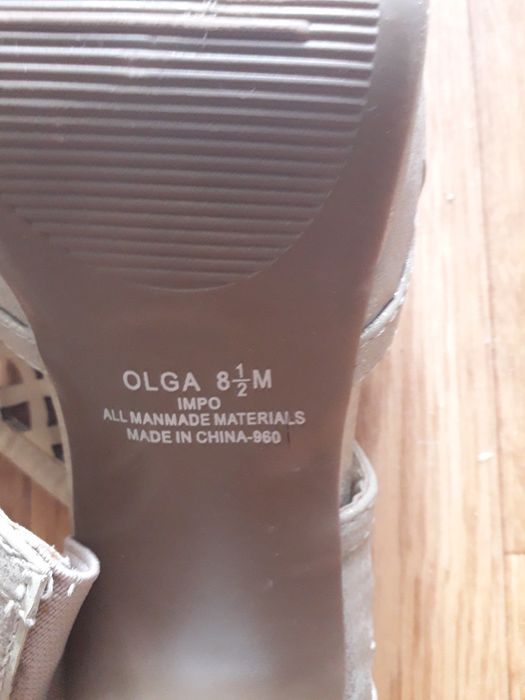 OLGA 8½M
IMPO
ALL MANMADE MATERIALS
MADE IN CHINA-960